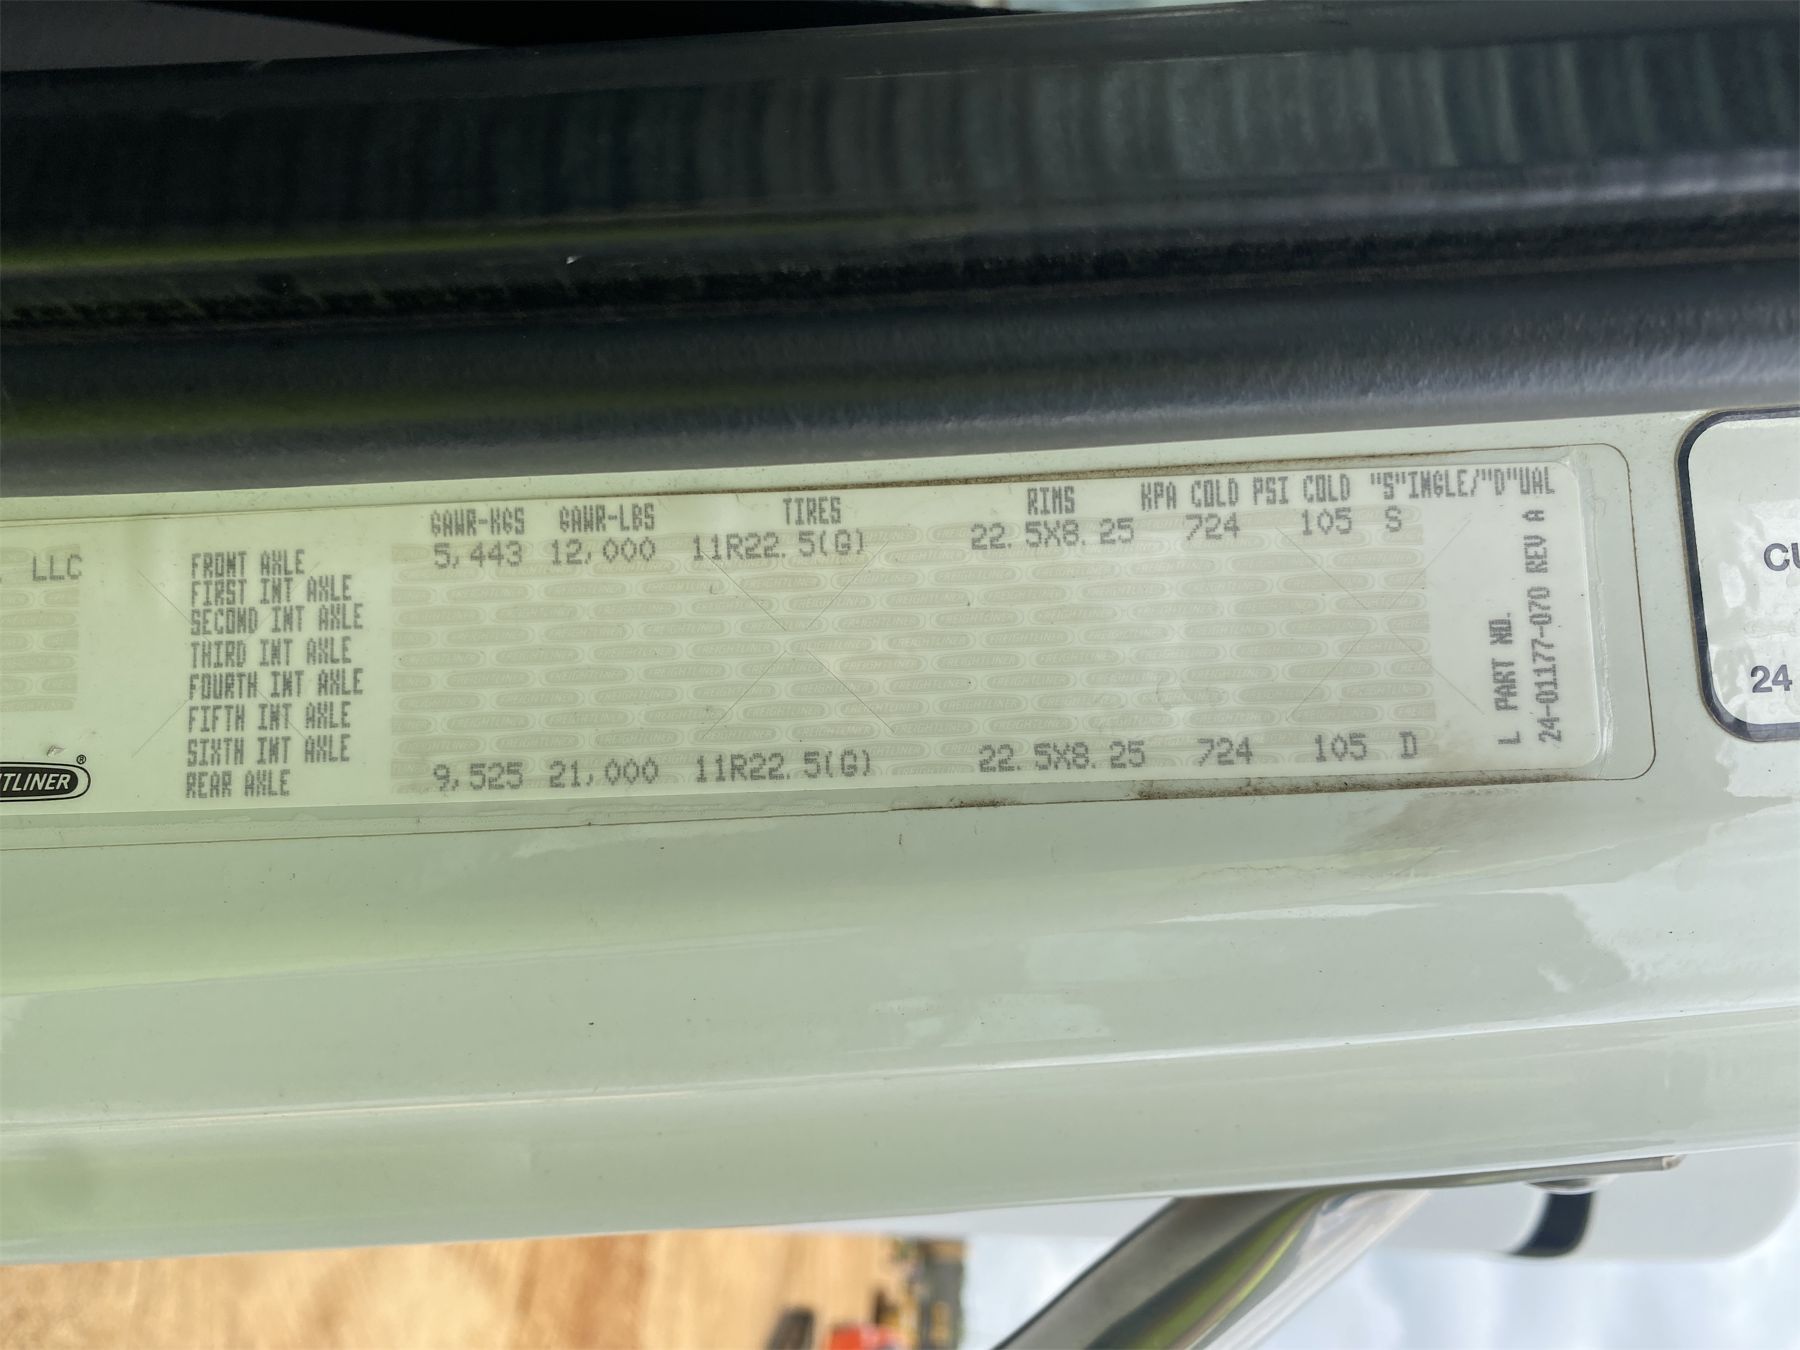 GAWR-KGS GAWR-LBS TIRES RIMS KPA COLD PSI COLD "S"INGLE/"D"UAL
FRONT AXLE 5,443 12,000 11R22.5(G) 22.5X8.25 724 105 S
FIRST INT AXLE
SECOND INT AXLE
THIRD INT AXLE
FOURTH INT AXLE
FIFTH INT AXLE
SIXTH INT AXLE
REAR AXLE 9,525 21,000 11R22.5(G) 22.5X8.25 724 105 D
L PART NO.
24-01177-070 REV A
LLC
TLINER®
CU
24